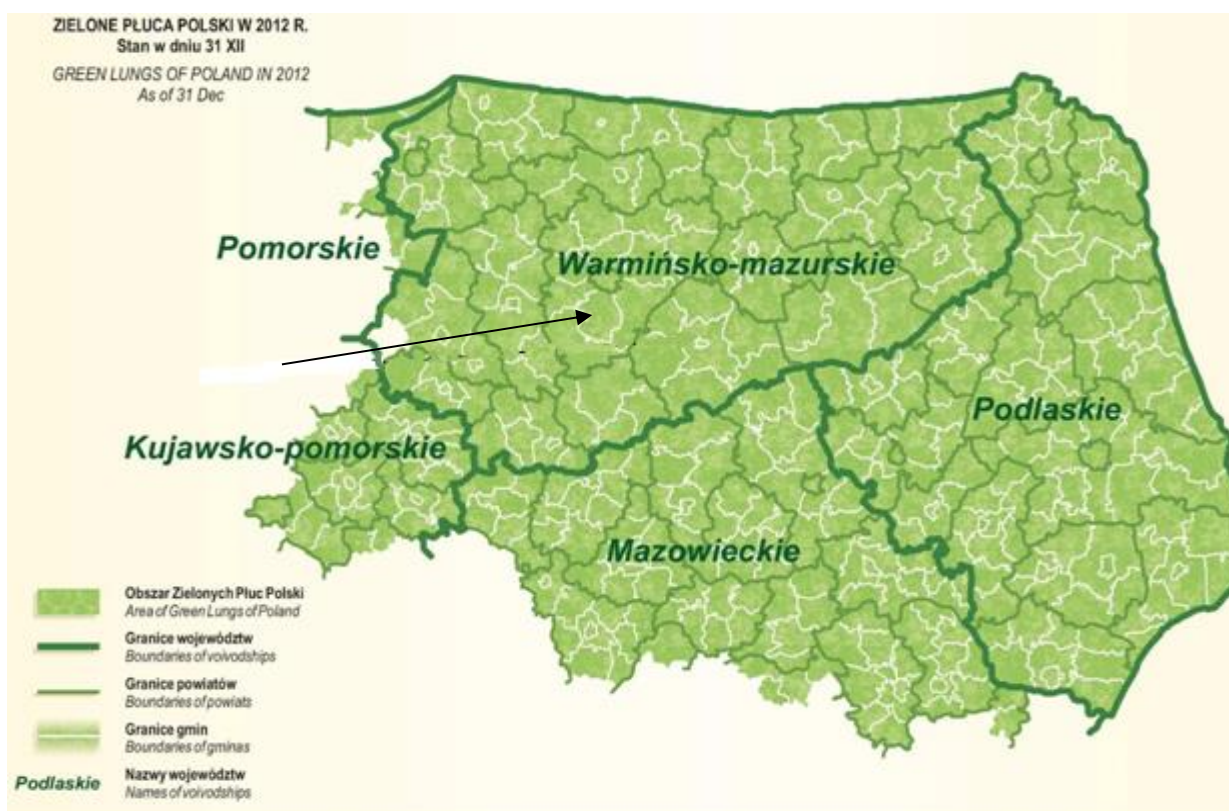 ZIELONE PŁUCA POLSKI W 2012 R.
Stan w dniu 31 XII
GREEN LUNGS OF POLAND IN 2012
As of 31 Dec
Pomorskie
Warmińsko-mazurskie
Podlaskie
Kujawsko-pomorskie
Mazowieckie
Obszar Zielonych Płuc Polski
Area of Green Lungs of Poland
Granice województw
Boundaries of voivodships
Granice powiatów
Boundaries of powiats
Granice gmin
Boundaries of gminas
Podlaskie
Nazwy województw
Names of voivodships